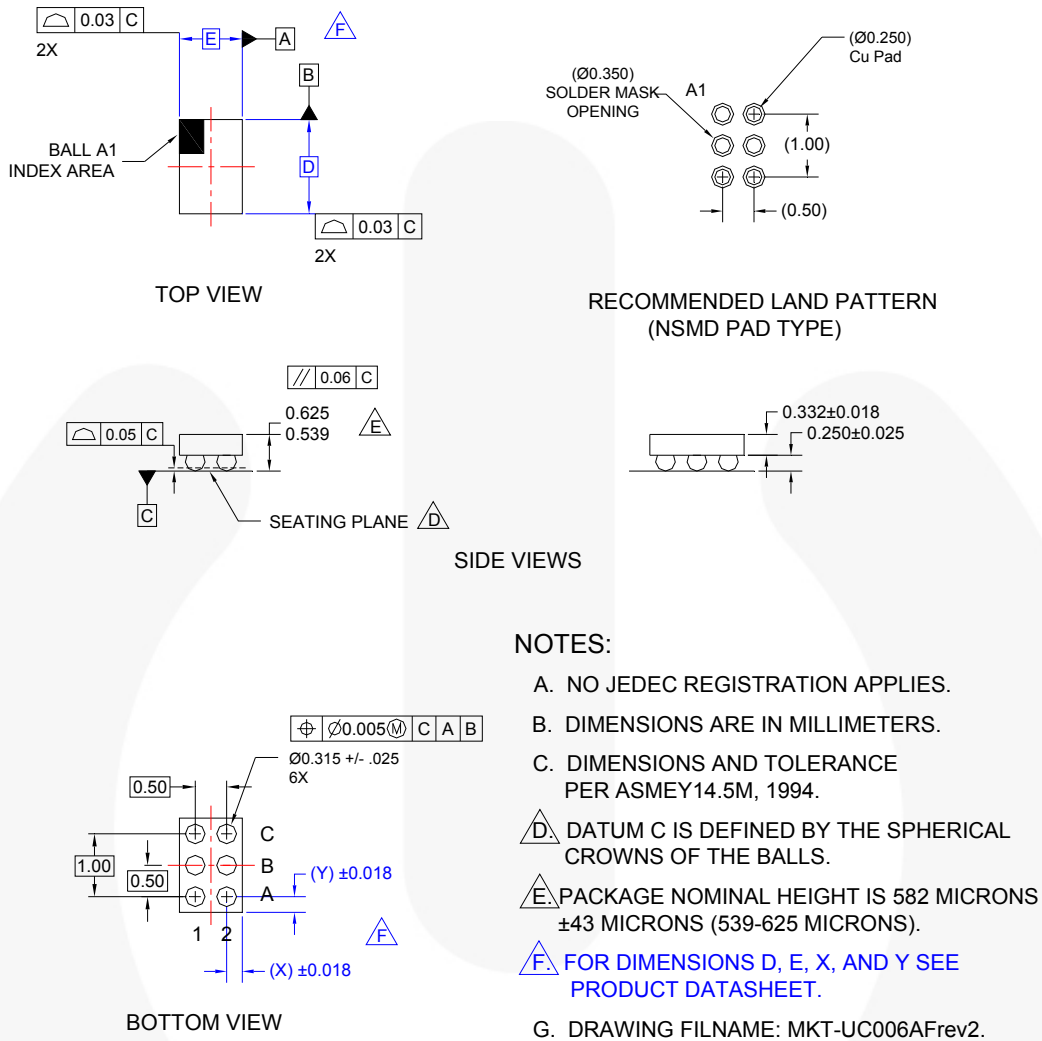 ⌓ 0.03 C
2X
E
A
F
B
BALL A1
INDEX AREA
D
⌓ 0.03 C
2X
TOP VIEW
(Ø0.250)
Cu Pad
(Ø0.350)
SOLDER MASK
OPENING
A1
(1.00)
(0.50)
RECOMMENDED LAND PATTERN
(NSMD PAD TYPE)
// 0.06 C
0.625
0.539
E
⌓ 0.05 C
C
SEATING PLANE D
0.332±0.018
0.250±0.025
SIDE VIEWS
⌖ Ø0.005Ⓜ C A B
Ø0.315 +/- .025
6X
0.50
C
B
A
1.00
0.50
(Y) ±0.018
1 2
F
(X) ±0.018
BOTTOM VIEW
NOTES:
A. NO JEDEC REGISTRATION APPLIES.
B. DIMENSIONS ARE IN MILLIMETERS.
C. DIMENSIONS AND TOLERANCE
PER ASMEY14.5M, 1994.
D. DATUM C IS DEFINED BY THE SPHERICAL
CROWNS OF THE BALLS.
E. PACKAGE NOMINAL HEIGHT IS 582 MICRONS
±43 MICRONS (539-625 MICRONS).
F. FOR DIMENSIONS D, E, X, AND Y SEE
PRODUCT DATASHEET.
G. DRAWING FILNAME: MKT-UC006AFrev2.